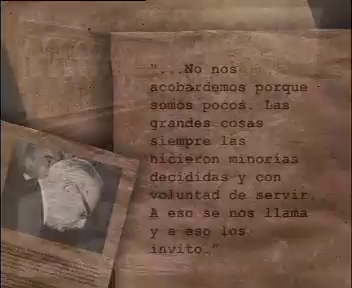 "...No nos
acobardemos porque
somos pocos. Las
grandes cosas
siempre las
hicieron minorías
decididas y con
voluntad de servir.
A eso se nos llama
y a eso los
invito…"